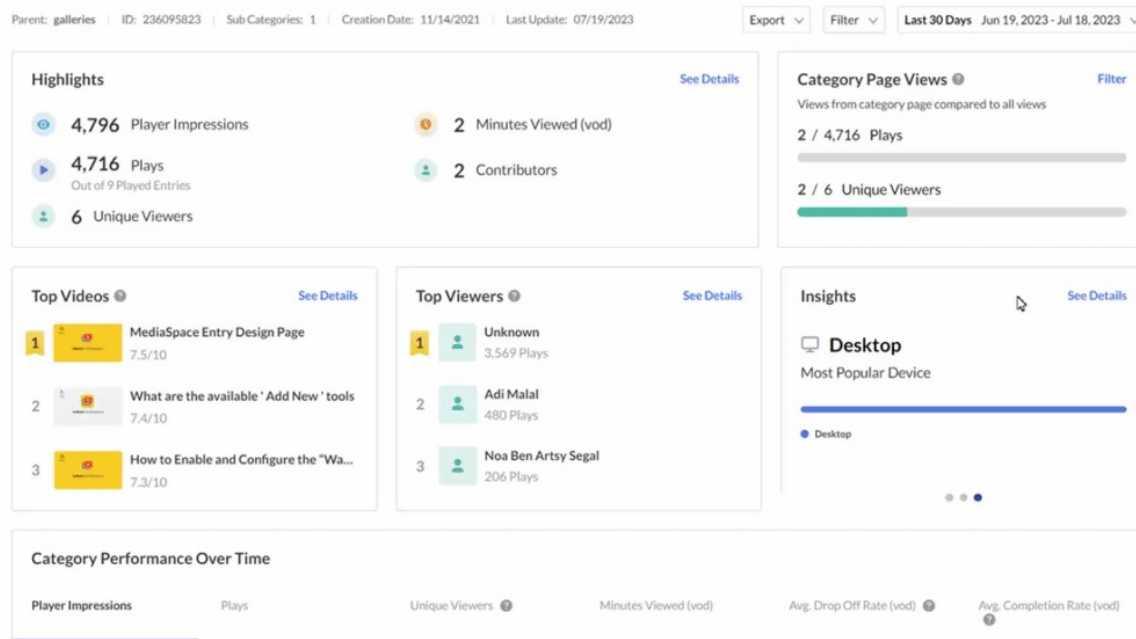 Parent: galleries | ID: 236095823 | Sub Categories: 1 | Creation Date: 11/14/2021 | Last Update: 07/19/2023
Export
Filter
Last 30 Days Jun 19, 2023 - Jul 18, 2023
Highlights
See Details
4,796 Player Impressions
4,716 Plays
Out of 9 Played Entries
6 Unique Viewers
2 Minutes Viewed (vod)
2 Contributors
Category Page Views ?
Filter
Views from category page compared to all views
2 / 4,716 Plays
2 / 6 Unique Viewers
Top Videos ?
See Details
1
MediaSpace Entry Design Page
7.5/10
2
What are the available ' Add New ' tools
7.4/10
3
How to Enable and Configure the "Wa...
7.3/10
Top Viewers ?
See Details
1
Unknown
3,569 Plays
2
Adi Malal
480 Plays
3
Noa Ben Artsy Segal
206 Plays
Insights
See Details
Desktop
Most Popular Device
Desktop
Category Performance Over Time
Player Impressions
Plays
Unique Viewers ?
Minutes Viewed (vod)
Avg. Drop Off Rate (vod) ?
Avg. Completion Rate (vod)
?